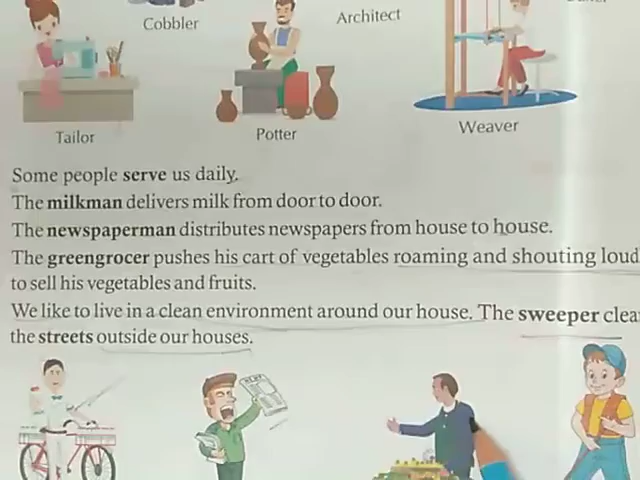 Cobbler
Architect
Tailor
Potter
Weaver
Some people serve us daily.
The milkman delivers milk from door to door.
The newspaperman distributes newspapers from house to house.
The greengrocer pushes his cart of vegetables roaming and shouting loud
to sell his vegetables and fruits.
We like to live in a clean environment around our house. The sweeper clea
the streets outside our houses.